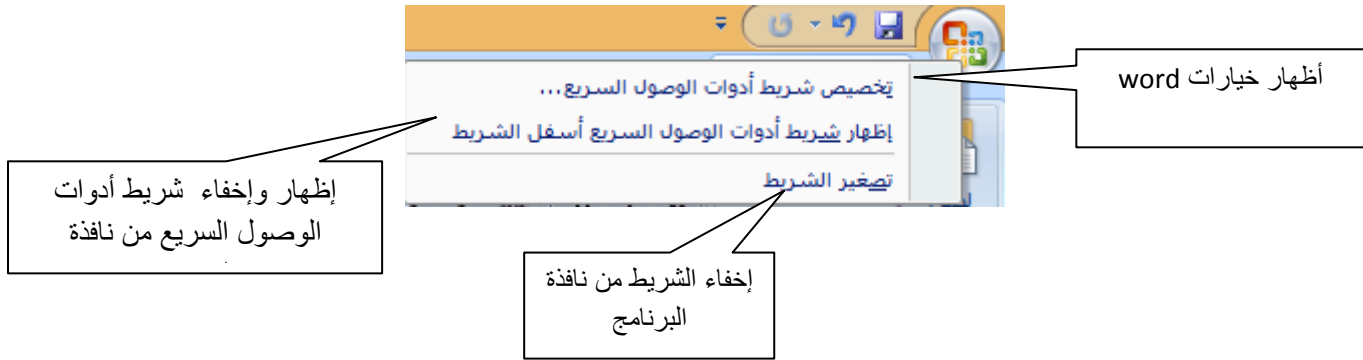 أظهار خيارات word
تخصيص شريط أدوات الوصول السريع...
إظهار شريط أدوات الوصول السريع أسفل الشريط
تصغير الشريط
إظهار وإخفاء شريط أدوات
الوصول السريع من نافذة
إخفاء الشريط من نافذة
البرنامج